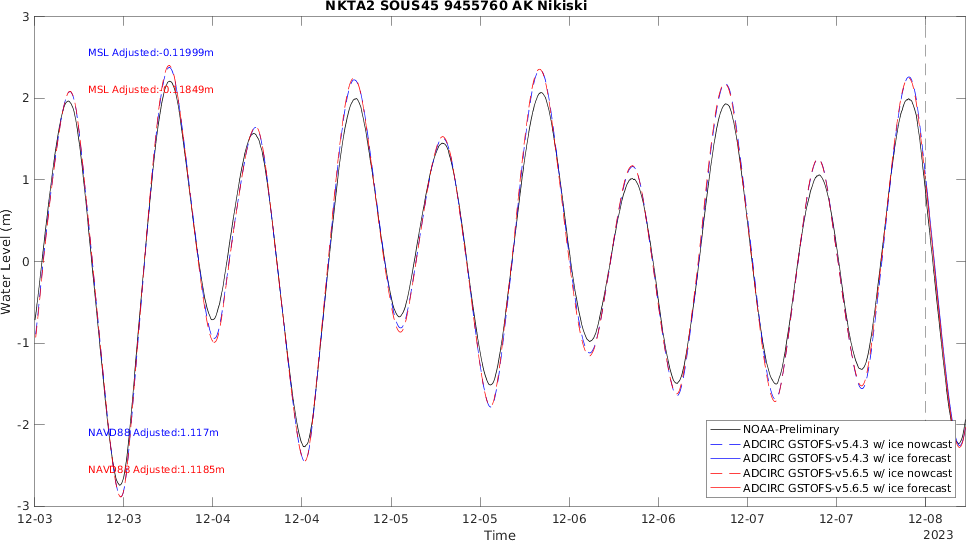 NKTA2 SOUS45 9455760 AK Nikiski
3
MSL Adjusted:-0.11999m
MSL Adjusted:-0.11849m
2
1
Water Level (m)
0
-1
-2
NAVD88 Adjusted:1.117m
NAVD88 Adjusted:1.1185m
NOAA-Preliminary
ADCIRC GSTOFS-v5.4.3 w/ ice nowcast
ADCIRC GSTOFS-v5.4.3 w/ ice forecast
ADCIRC GSTOFS-v5.6.5 w/ ice nowcast
ADCIRC GSTOFS-v5.6.5 w/ ice forecast
-3
12-03 12-03 12-04 12-04 12-05 12-05 12-06 12-06 12-07 12-07 12-08
Time 2023